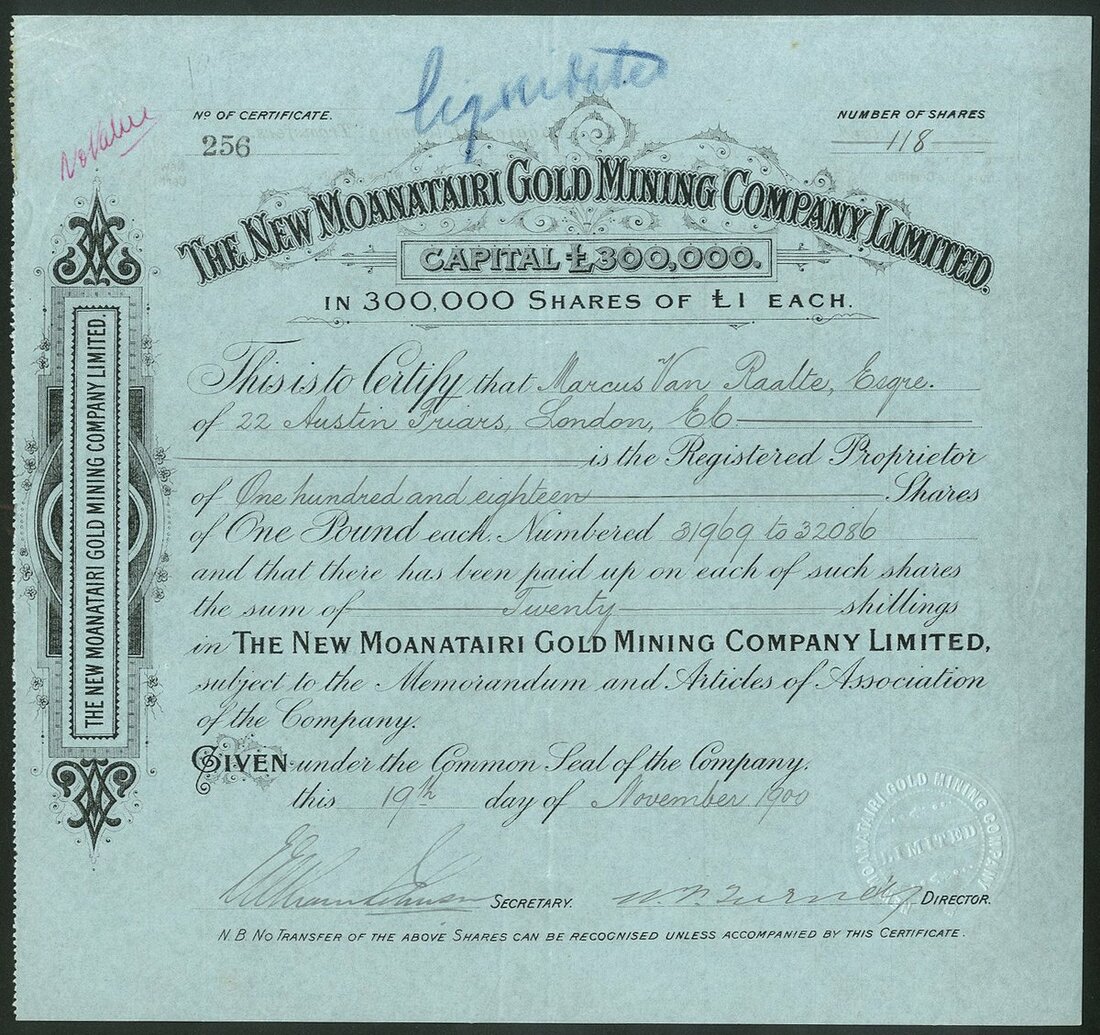 liquidated
No Value
No OF CERTIFICATE.
256
NUMBER OF SHARES
118
THE NEW MOANATAIRI GOLD MINING COMPANY LIMITED.
CAPITAL £300,000.
IN 300,000 SHARES OF £1 EACH.
THE NEW MOANATAIRI GOLD MINING COMPANY LIMITED.
This is to Certify that Marcus Van Raalte, Esqre.
of 22 Austin Friars, London, EC
is the Registered Proprietor
of One hundred and eighteen Shares
of One Pound each. Numbered 31969 to 32086
and that there has been paid up on each of such shares
the sum of Twenty shillings
in THE NEW MOANATAIRI GOLD MINING COMPANY LIMITED,
subject to the Memorandum and Articles of Association
of the Company.
GIVEN under the Common Seal of the Company.
this 19th day of November 1900
MOANATAIRI GOLD MINING COMPANY
LIMITED
SECRETARY.
DIRECTOR.
N.B. NO TRANSFER OF THE ABOVE SHARES CAN BE RECOGNISED UNLESS ACCOMPANIED BY THIS CERTIFICATE.